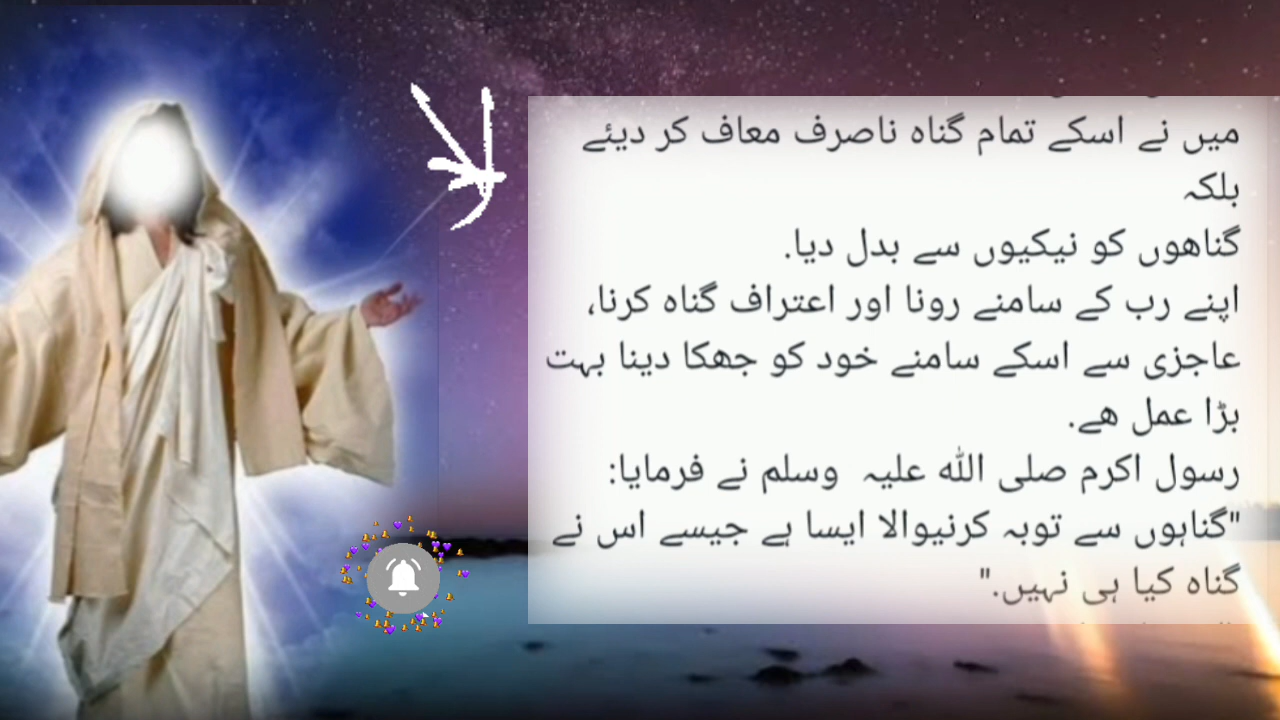 میں نے اسکے تمام گناہ ناصرف معاف کر دیئے
بلکہ
گناھوں کو نیکیوں سے بدل دیا.
اپنے رب کے سامنے رونا اور اعتراف گناہ کرنا،
عاجزی سے اسکے سامنے خود کو جھکا دینا بہت
بڑا عمل ھے.
رسول اکرم صلی اللہ علیہ وسلم نے فرمایا:
"گناہوں سے توبہ کرنیوالا ایسا ہے جیسے اس نے
گناہ کیا ہی نہیں."